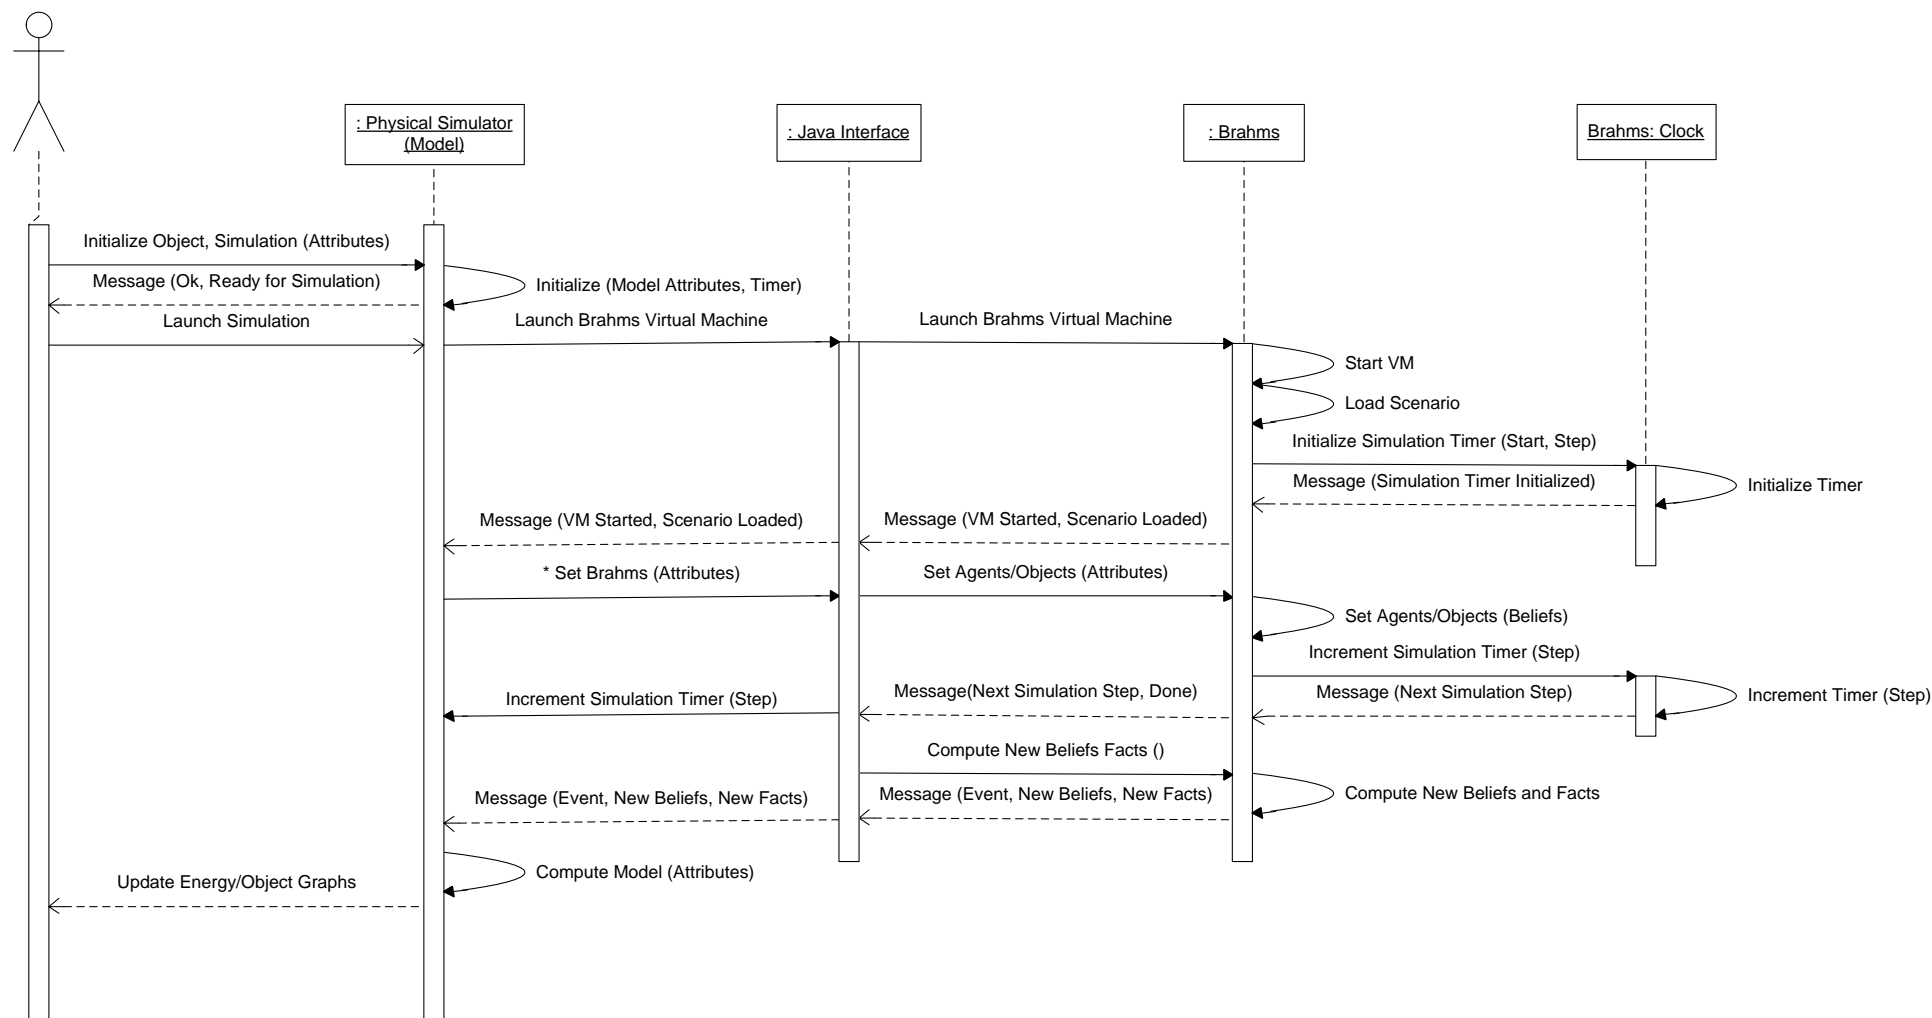 : Physical Simulator
(Model)
: Java Interface
: Brahms
Brahms: Clock
Initialize Object, Simulation (Attributes)
Message (Ok, Ready for Simulation)
Initialize (Model Attributes, Timer)
Launch Simulation
Launch Brahms Virtual Machine
Launch Brahms Virtual Machine
Start VM
Load Scenario
Initialize Simulation Timer (Start, Step)
Message (Simulation Timer Initialized)
Initialize Timer
Message (VM Started, Scenario Loaded)
Message (VM Started, Scenario Loaded)
* Set Brahms (Attributes)
Set Agents/Objects (Attributes)
Set Agents/Objects (Beliefs)
Increment Simulation Timer (Step)
Increment Simulation Timer (Step)
Message(Next Simulation Step, Done)
Message (Next Simulation Step)
Increment Timer (Step)
Compute New Beliefs Facts ()
Message (Event, New Beliefs, New Facts)
Message (Event, New Beliefs, New Facts)
Compute New Beliefs and Facts
Compute Model (Attributes)
Update Energy/Object Graphs